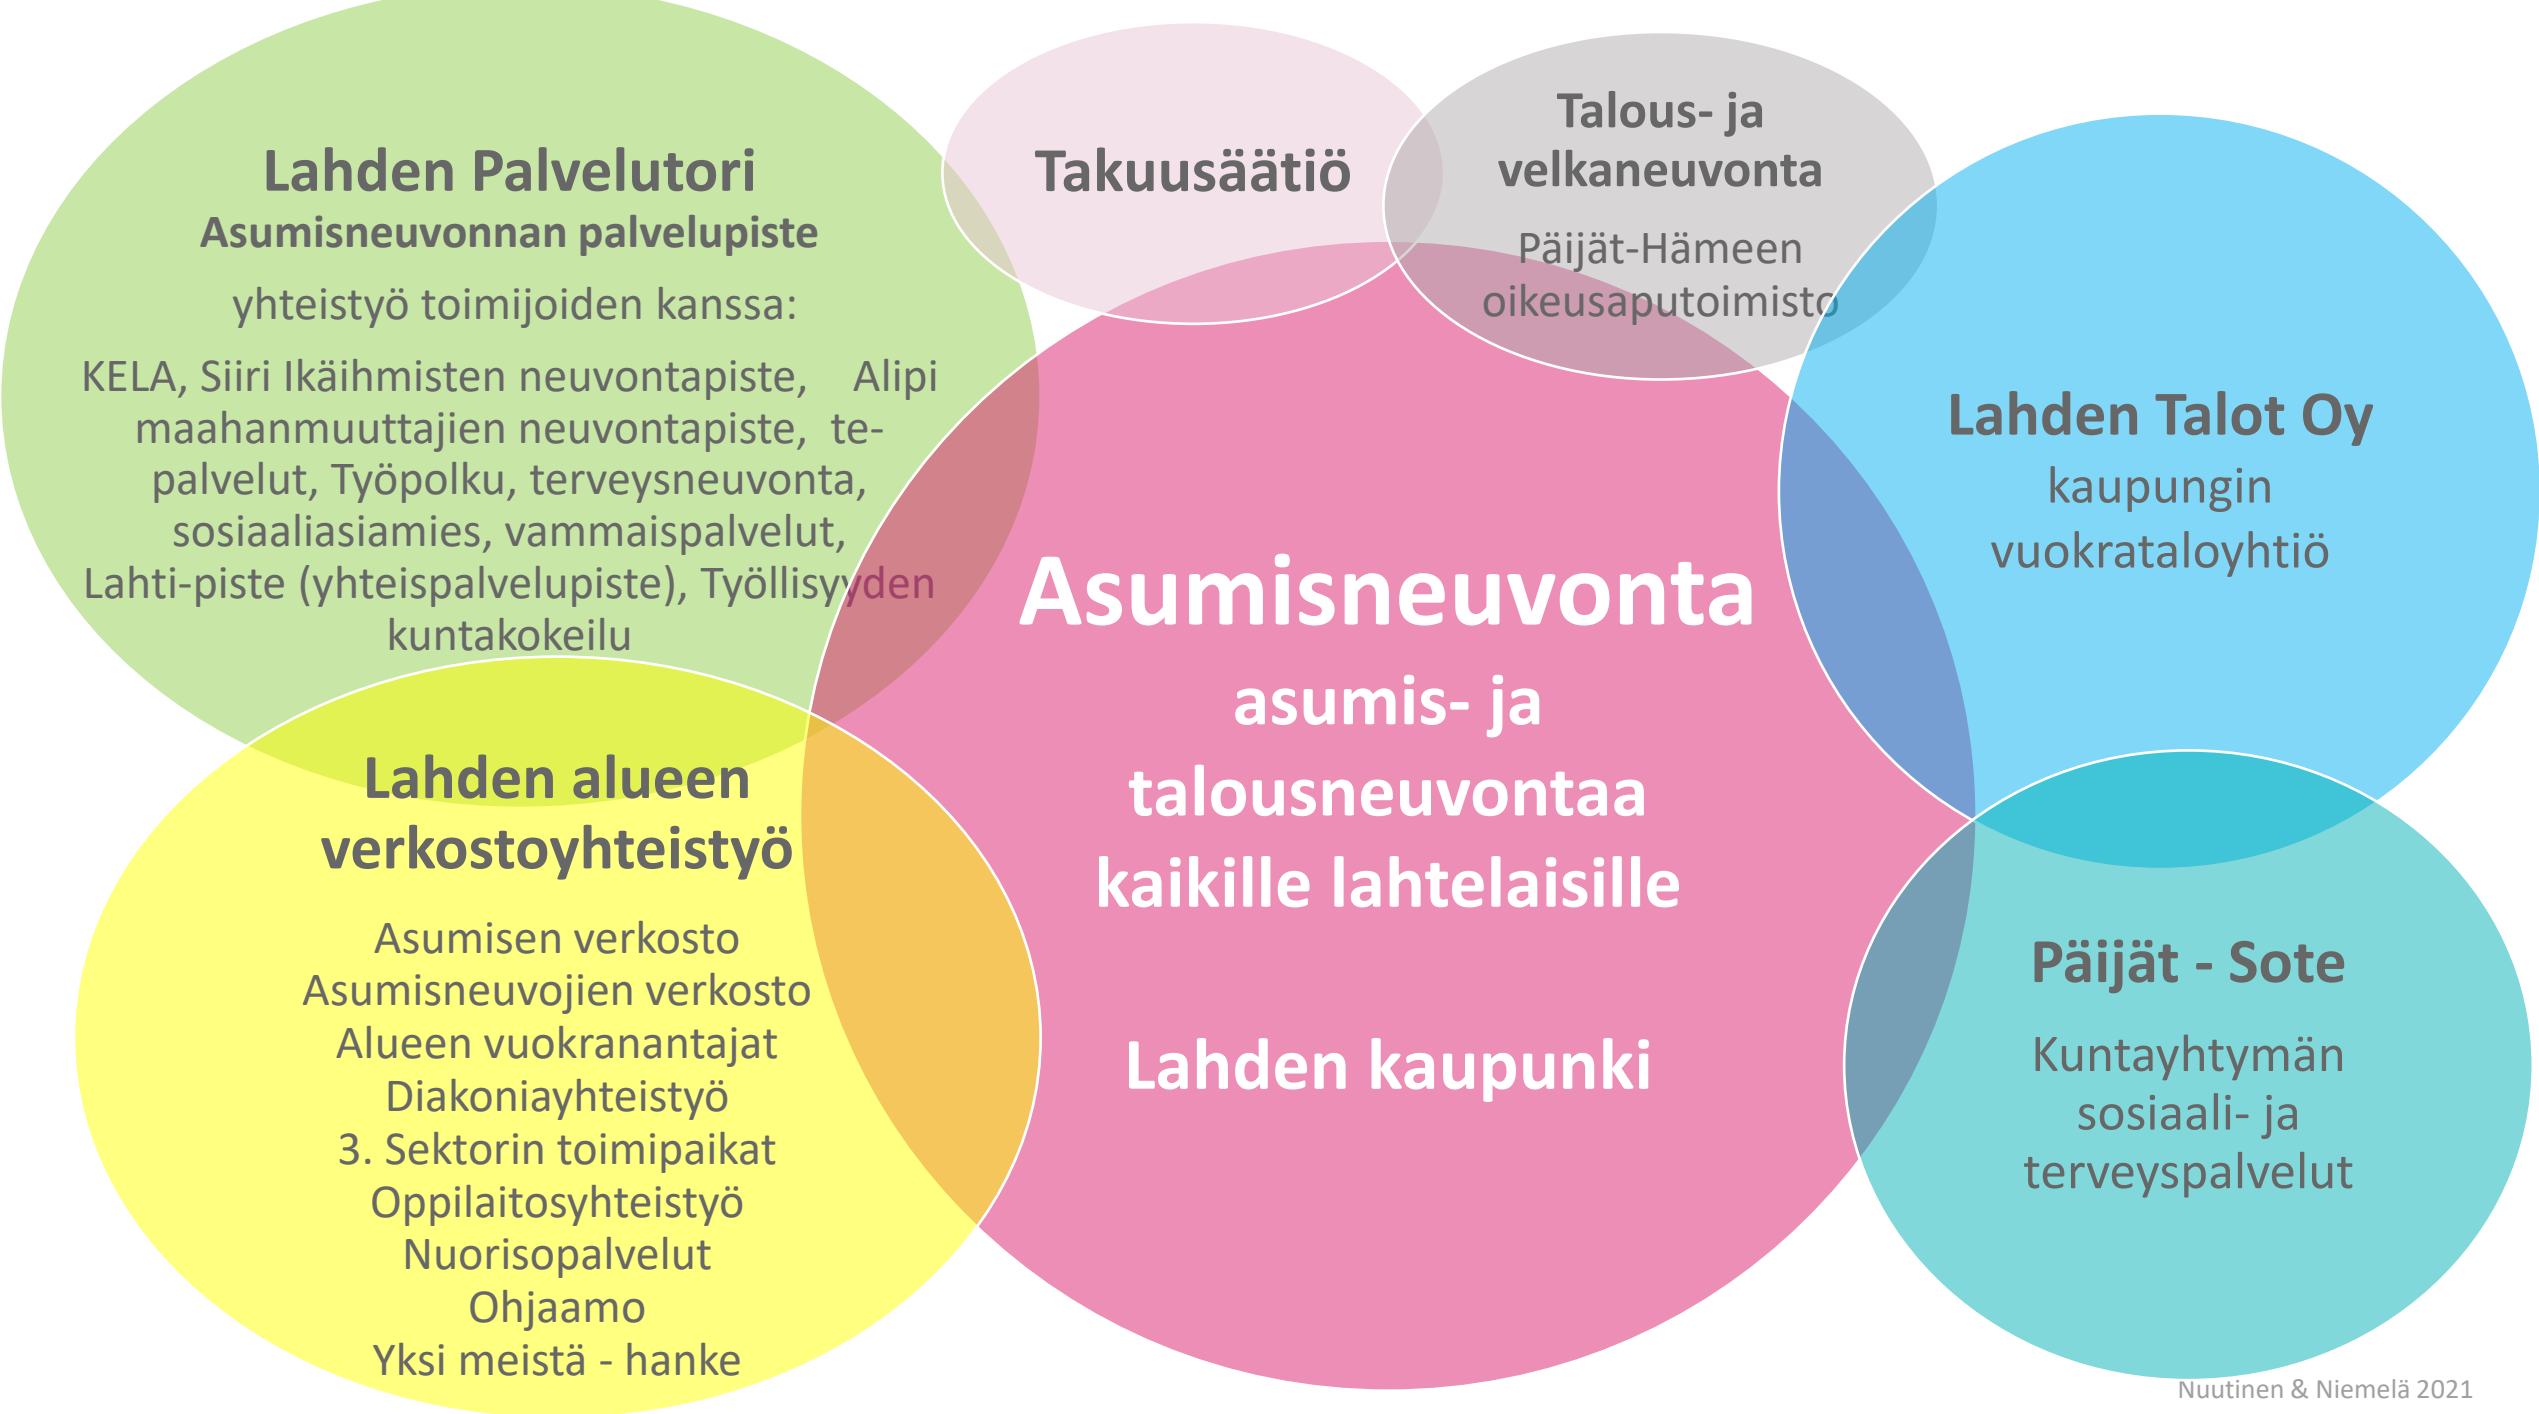 Lahden Palvelutori
Asumisneuvonnan palvelupiste
yhteistyö toimijoiden kanssa:
KELA, Siiri Ikäihmisten neuvontapiste, Alipi
maahanmuuttajien neuvontapiste, te-
palvelut, Työpolku, terveysneuvonta,
sosiaaliasiamies, vammaispalvelut,
Lahti-piste (yhteispalvelupiste), Työllisyyden
kuntakokeilu
Takuusäätiö
Talous- ja
velkaneuvonta
Päijät-Hämeen
oikeusaputoimisto
Lahden Talot Oy
kaupungin
vuokrataloyhtiö
Asumisneuvonta
asumis- ja
talousneuvontaa
kaikille lahtelaisille
Lahden kaupunki
Lahden alueen
verkostoyhteistyö
Asumisen verkosto
Asumisneuvojien verkosto
Alueen vuokranantajat
Diakoniayhteistyö
3. Sektorin toimipaikat
Oppilaitosyhteistyö
Nuorisopalvelut
Ohjaamo
Yksi meistä - hanke
Päijät - Sote
Kuntayhtymän
sosiaali- ja
terveyspalvelut
Nuutinen & Niemelä 2021